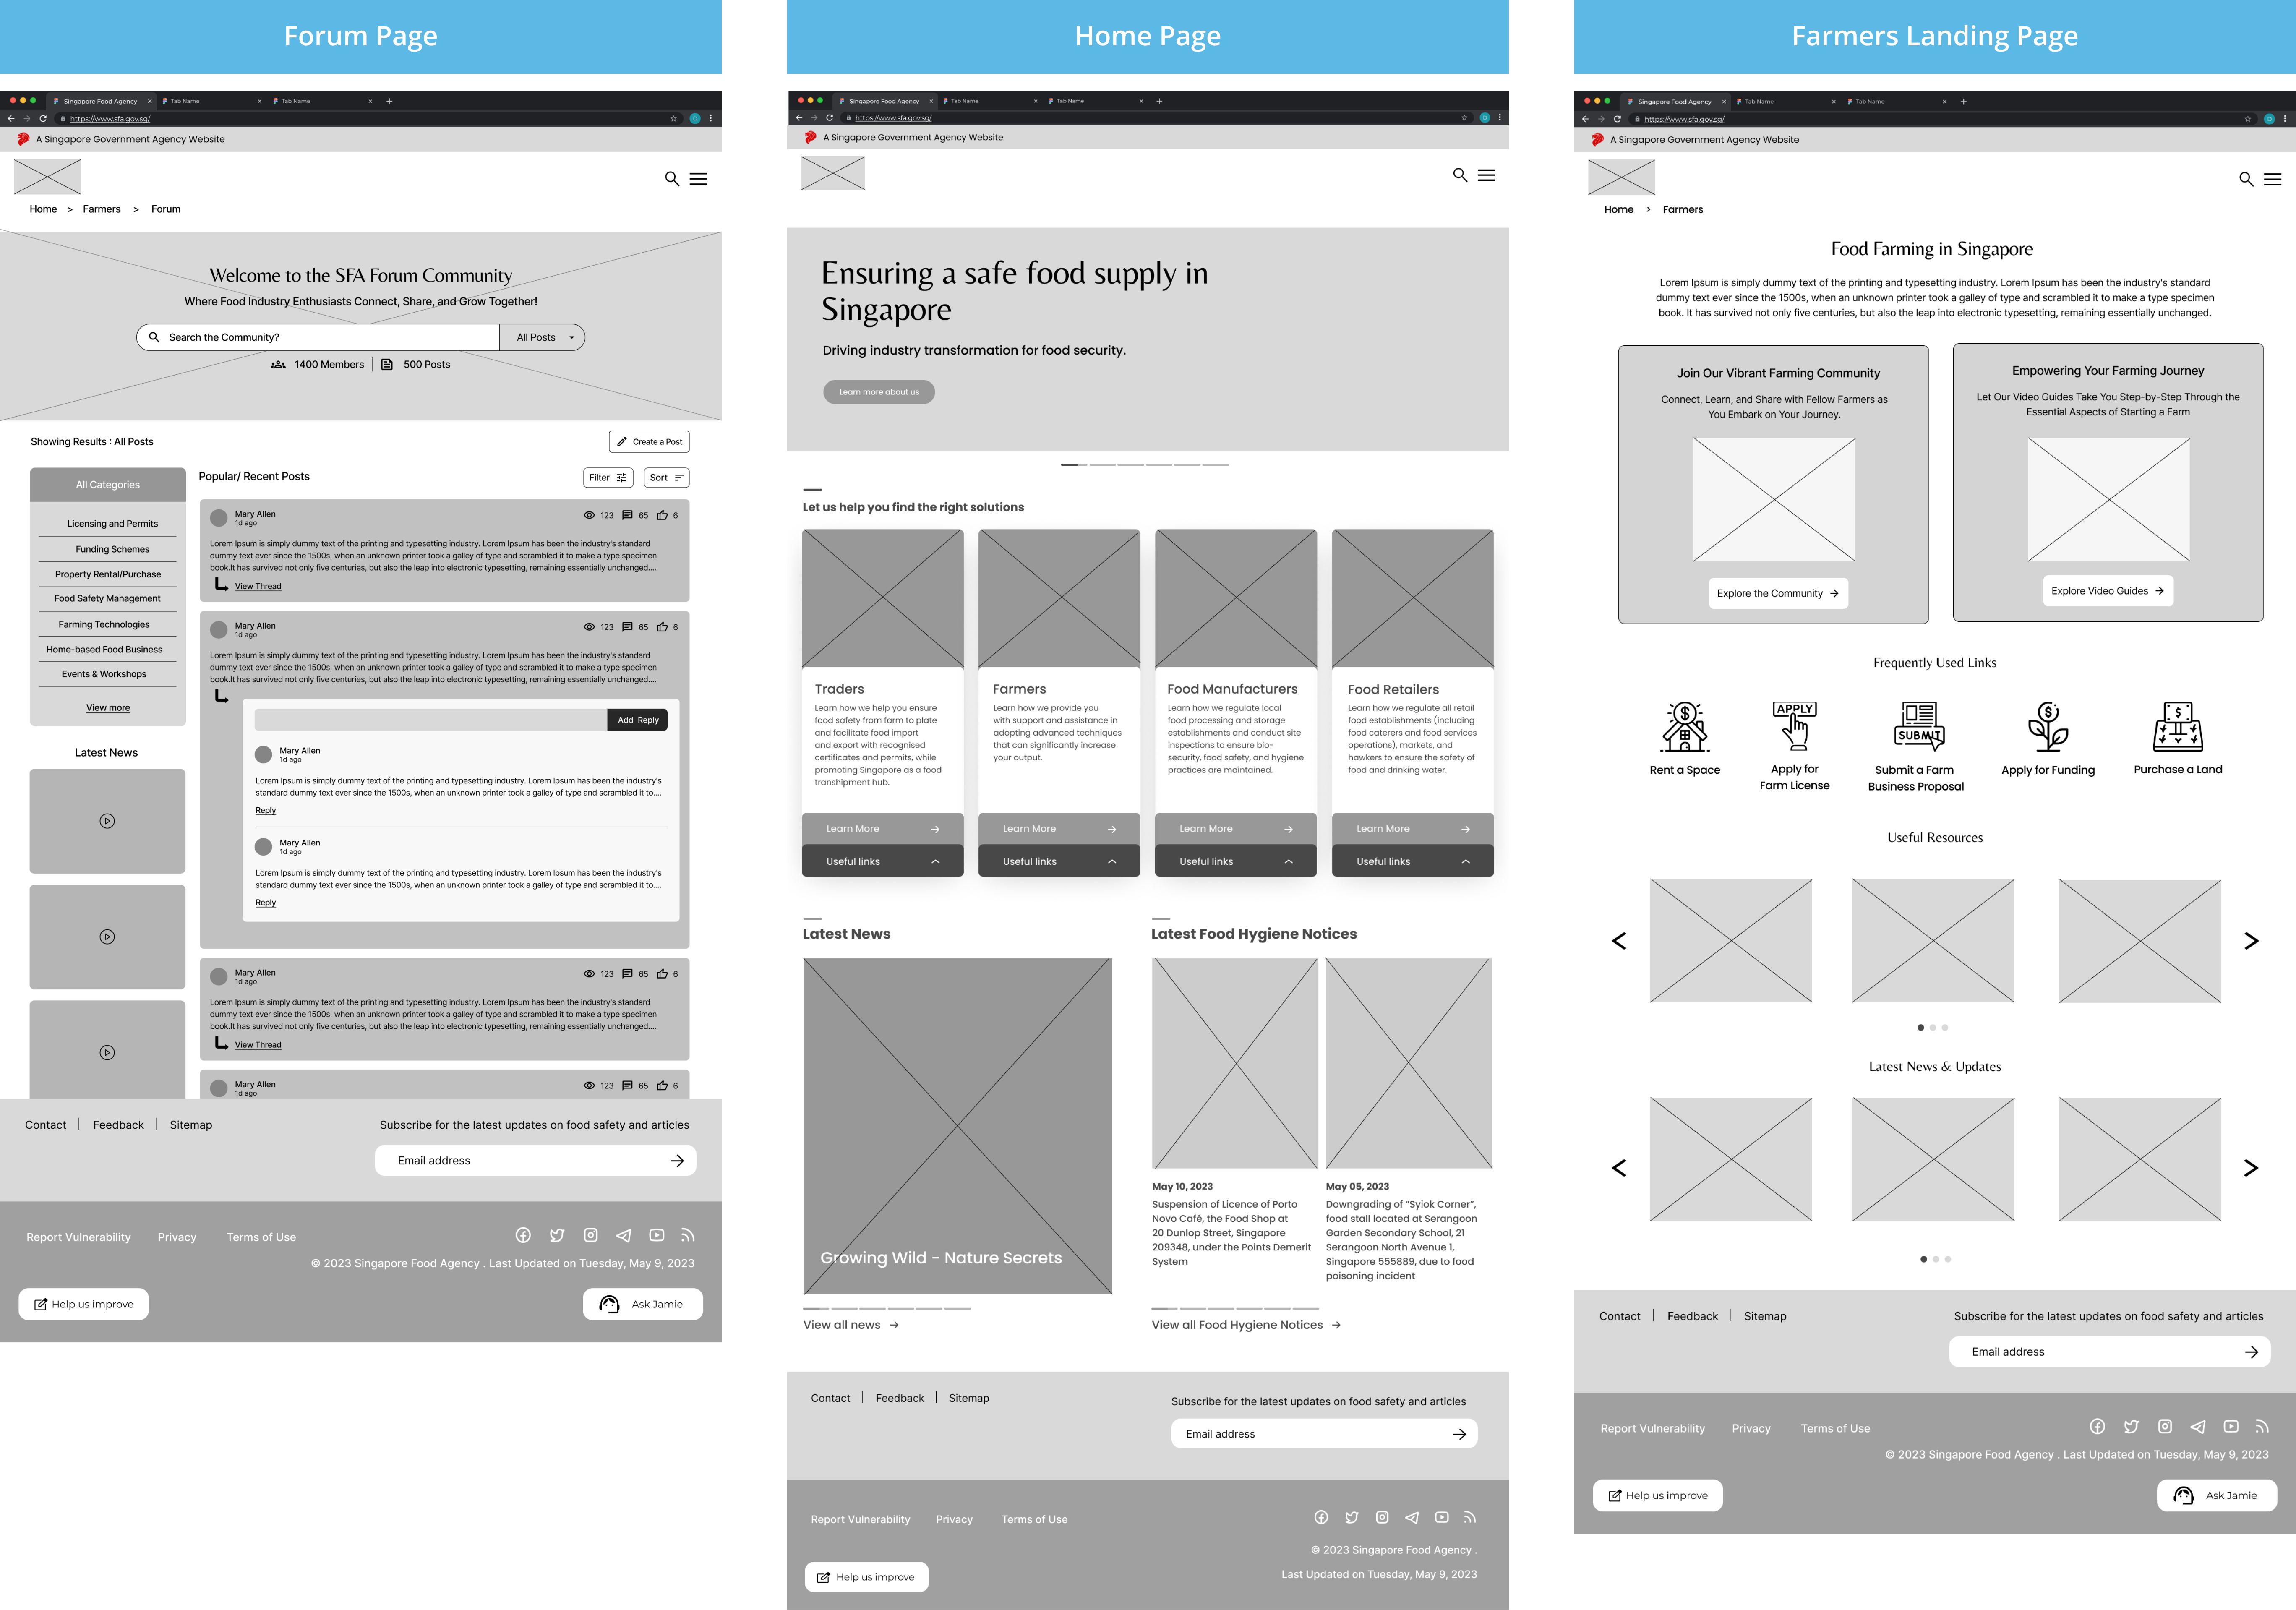 Forum Page
Singapore Food Agency
Tab Name
Tab Name
https://www.sfa.gov.sg/
D
A Singapore Government Agency Website
Home > Farmers > Forum
Welcome to the SFA Forum Community
Where Food Industry Enthusiasts Connect, Share, and Grow Together!
Search the Community?
All Posts
1400 Members
500 Posts
Showing Results : All Posts
Create a Post
All Categories
Licensing and Permits
Funding Schemes
Property Rental/Purchase
Food Safety Management
Farming Technologies
Home-based Food Business
Events & Workshops
View more
Latest News
Popular/ Recent Posts
Filter
Sort
Mary Allen
1d ago
123
65
6
Lorem Ipsum is simply dummy text of the printing and typesetting industry. Lorem Ipsum has been the industry's standard
dummy text ever since the 1500s, when an unknown printer took a galley of type and scrambled it to make a type specimen
book.It has survived not only five centuries, but also the leap into electronic typesetting, remaining essentially unchanged....
View Thread
Mary Allen
1d ago
123
65
6
Lorem Ipsum is simply dummy text of the printing and typesetting industry. Lorem Ipsum has been the industry's standard
dummy text ever since the 1500s, when an unknown printer took a galley of type and scrambled it to make a type specimen
book.It has survived not only five centuries, but also the leap into electronic typesetting, remaining essentially unchanged....
Add Reply
Mary Allen
1d ago
Lorem Ipsum is simply dummy text of the printing and typesetting industry. Lorem Ipsum has been the industry's
standard dummy text ever since the 1500s, when an unknown printer took a galley of type and scrambled it to....
Reply
Mary Allen
1d ago
Lorem Ipsum is simply dummy text of the printing and typesetting industry. Lorem Ipsum has been the industry's
standard dummy text ever since the 1500s, when an unknown printer took a galley of type and scrambled it to....
Reply
Mary Allen
1d ago
123
65
6
Lorem Ipsum is simply dummy text of the printing and typesetting industry. Lorem Ipsum has been the industry's standard
dummy text ever since the 1500s, when an unknown printer took a galley of type and scrambled it to make a type specimen
book.It has survived not only five centuries, but also the leap into electronic typesetting, remaining essentially unchanged....
View Thread
Mary Allen
1d ago
123
65
6
Contact | Feedback | Sitemap
Subscribe for the latest updates on food safety and articles
Email address
Report Vulnerability
Privacy
Terms of Use
© 2023 Singapore Food Agency . Last Updated on Tuesday, May 9, 2023
Help us improve
Ask Jamie
Home Page
Singapore Food Agency
Tab Name
Tab Name
https://www.sfa.gov.sg/
D
A Singapore Government Agency Website
Ensuring a safe food supply in
Singapore
Driving industry transformation for food security.
Learn more about us
Let us help you find the right solutions
Traders
Learn how we help you ensure
food safety from farm to plate
and facilitate food import
and export with recognised
certificates and permits, while
promoting Singapore as a food
transhipment hub.
Learn More
Useful links
Farmers
Learn how we provide you
with support and assistance in
adopting advanced techniques
that can significantly increase
your output.
Learn More
Useful links
Food Manufacturers
Learn how we regulate local
food processing and storage
establishments and conduct site
inspections to ensure bio-
security, food safety, and hygiene
practices are maintained.
Learn More
Useful links
Food Retailers
Learn how we regulate all retail
food establishments (including
food caterers and food services
operations), markets, and
hawkers to ensure the safety of
food and drinking water.
Learn More
Useful links
Latest News
Growing Wild - Nature Secrets
View all news
Latest Food Hygiene Notices
May 10, 2023
Suspension of Licence of Porto
Novo Café, the Food Shop at
20 Dunlop Street, Singapore
209348, under the Points Demerit
System
May 05, 2023
Downgrading of “Syiok Corner”,
food stall located at Serangoon
Garden Secondary School, 21
Serangoon North Avenue 1,
Singapore 555889, due to food
poisoning incident
View all Food Hygiene Notices
Contact | Feedback | Sitemap
Subscribe for the latest updates on food safety and articles
Email address
Report Vulnerability
Privacy
Terms of Use
© 2023 Singapore Food Agency .
Last Updated on Tuesday, May 9, 2023
Help us improve
Farmers Landing Page
Singapore Food Agency
Tab Name
Tab Name
https://www.sfa.gov.sg/
D
A Singapore Government Agency Website
Home > Farmers
Food Farming in Singapore
Lorem Ipsum is simply dummy text of the printing and typesetting industry. Lorem Ipsum has been the industry's standard
dummy text ever since the 1500s, when an unknown printer took a galley of type and scrambled it to make a type specimen
book. It has survived not only five centuries, but also the leap into electronic typesetting, remaining essentially unchanged.
Join Our Vibrant Farming Community
Connect, Learn, and Share with Fellow Farmers as
You Embark on Your Journey.
Explore the Community
Empowering Your Farming Journey
Let Our Video Guides Take You Step-by-Step Through the
Essential Aspects of Starting a Farm
Explore Video Guides
Frequently Used Links
Rent a Space
APPLY
Apply for
Farm License
SUBMIT
Submit a Farm
Business Proposal
Apply for Funding
Purchase a Land
Useful Resources
Latest News & Updates
Contact | Feedback | Sitemap
Subscribe for the latest updates on food safety and articles
Email address
Report Vulnerability
Privacy
Terms of Use
© 2023 Singapore Food Agency . Last Updated on Tuesday, May 9, 2023
Help us improve
Ask Jamie